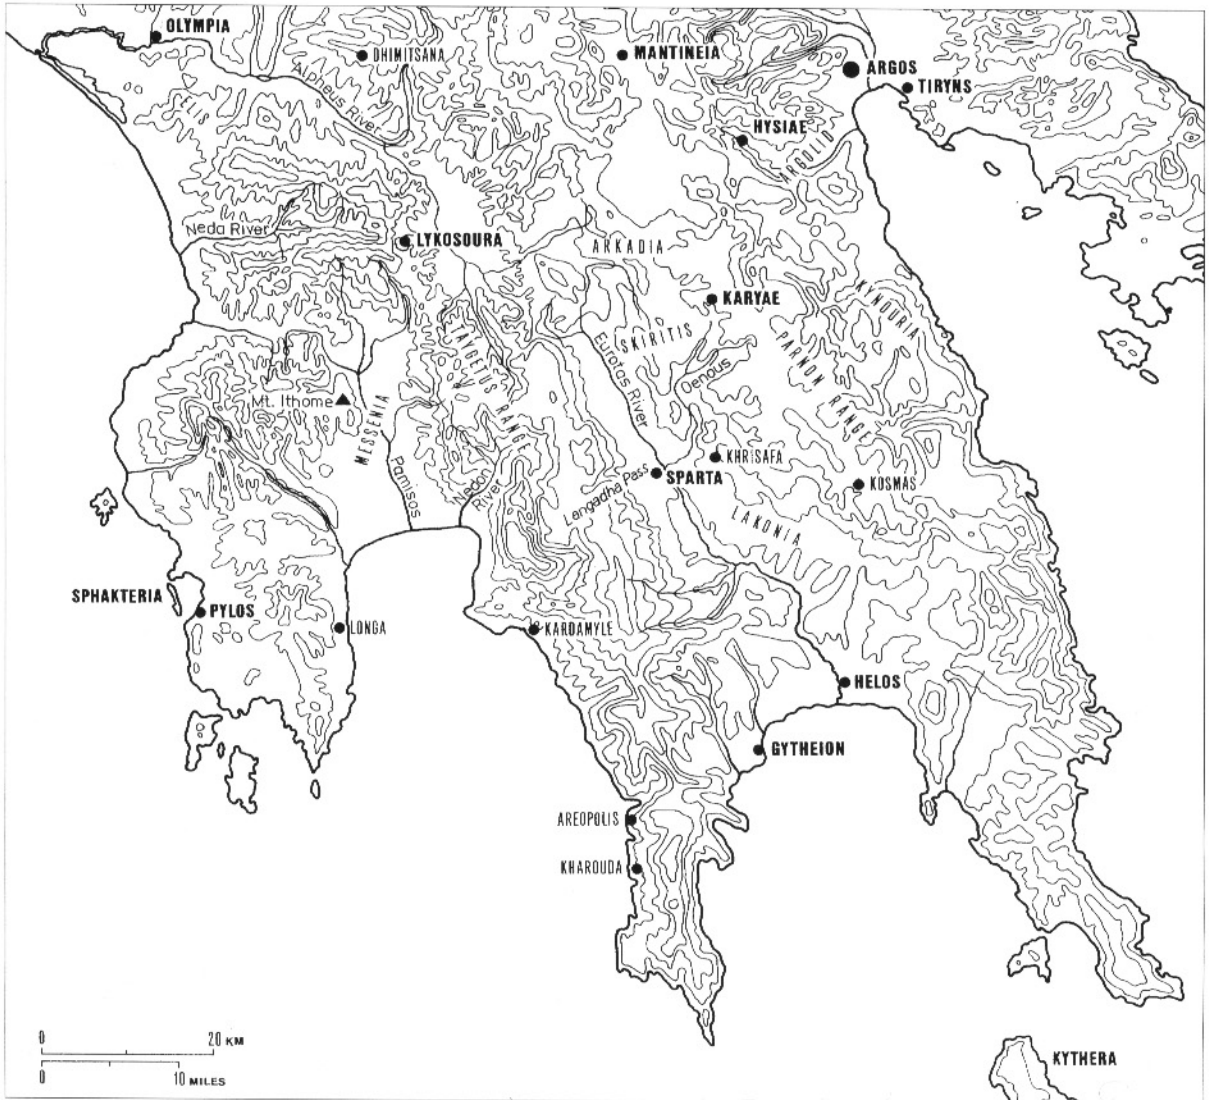 OLYMPIA
DHIMITSANA
MANTINEIA
ARGOS
TIRYNS
Alpheus River
ELIS
HYSIAE
ARGOLID
Neda River
LYKOSOURA
ARKADIA
KARYAE
KYNOURIA
SKIRITIS
PARNON RANGE
TAYGETUS RANGE
Eurotas River
Oenous
Mt. Ithome
MESSENIA
Pamisos
Nedon
River
Langadha Pass
SPARTA
KHRISAFA
KOSMAS
LAKONIA
SPHAKTERIA
PYLOS
LONGA
KARDAMYLE
HELOS
GYTHEION
AREOPOLIS
KHAROUDA
KYTHERA
0 20 KM
0 10 MILES